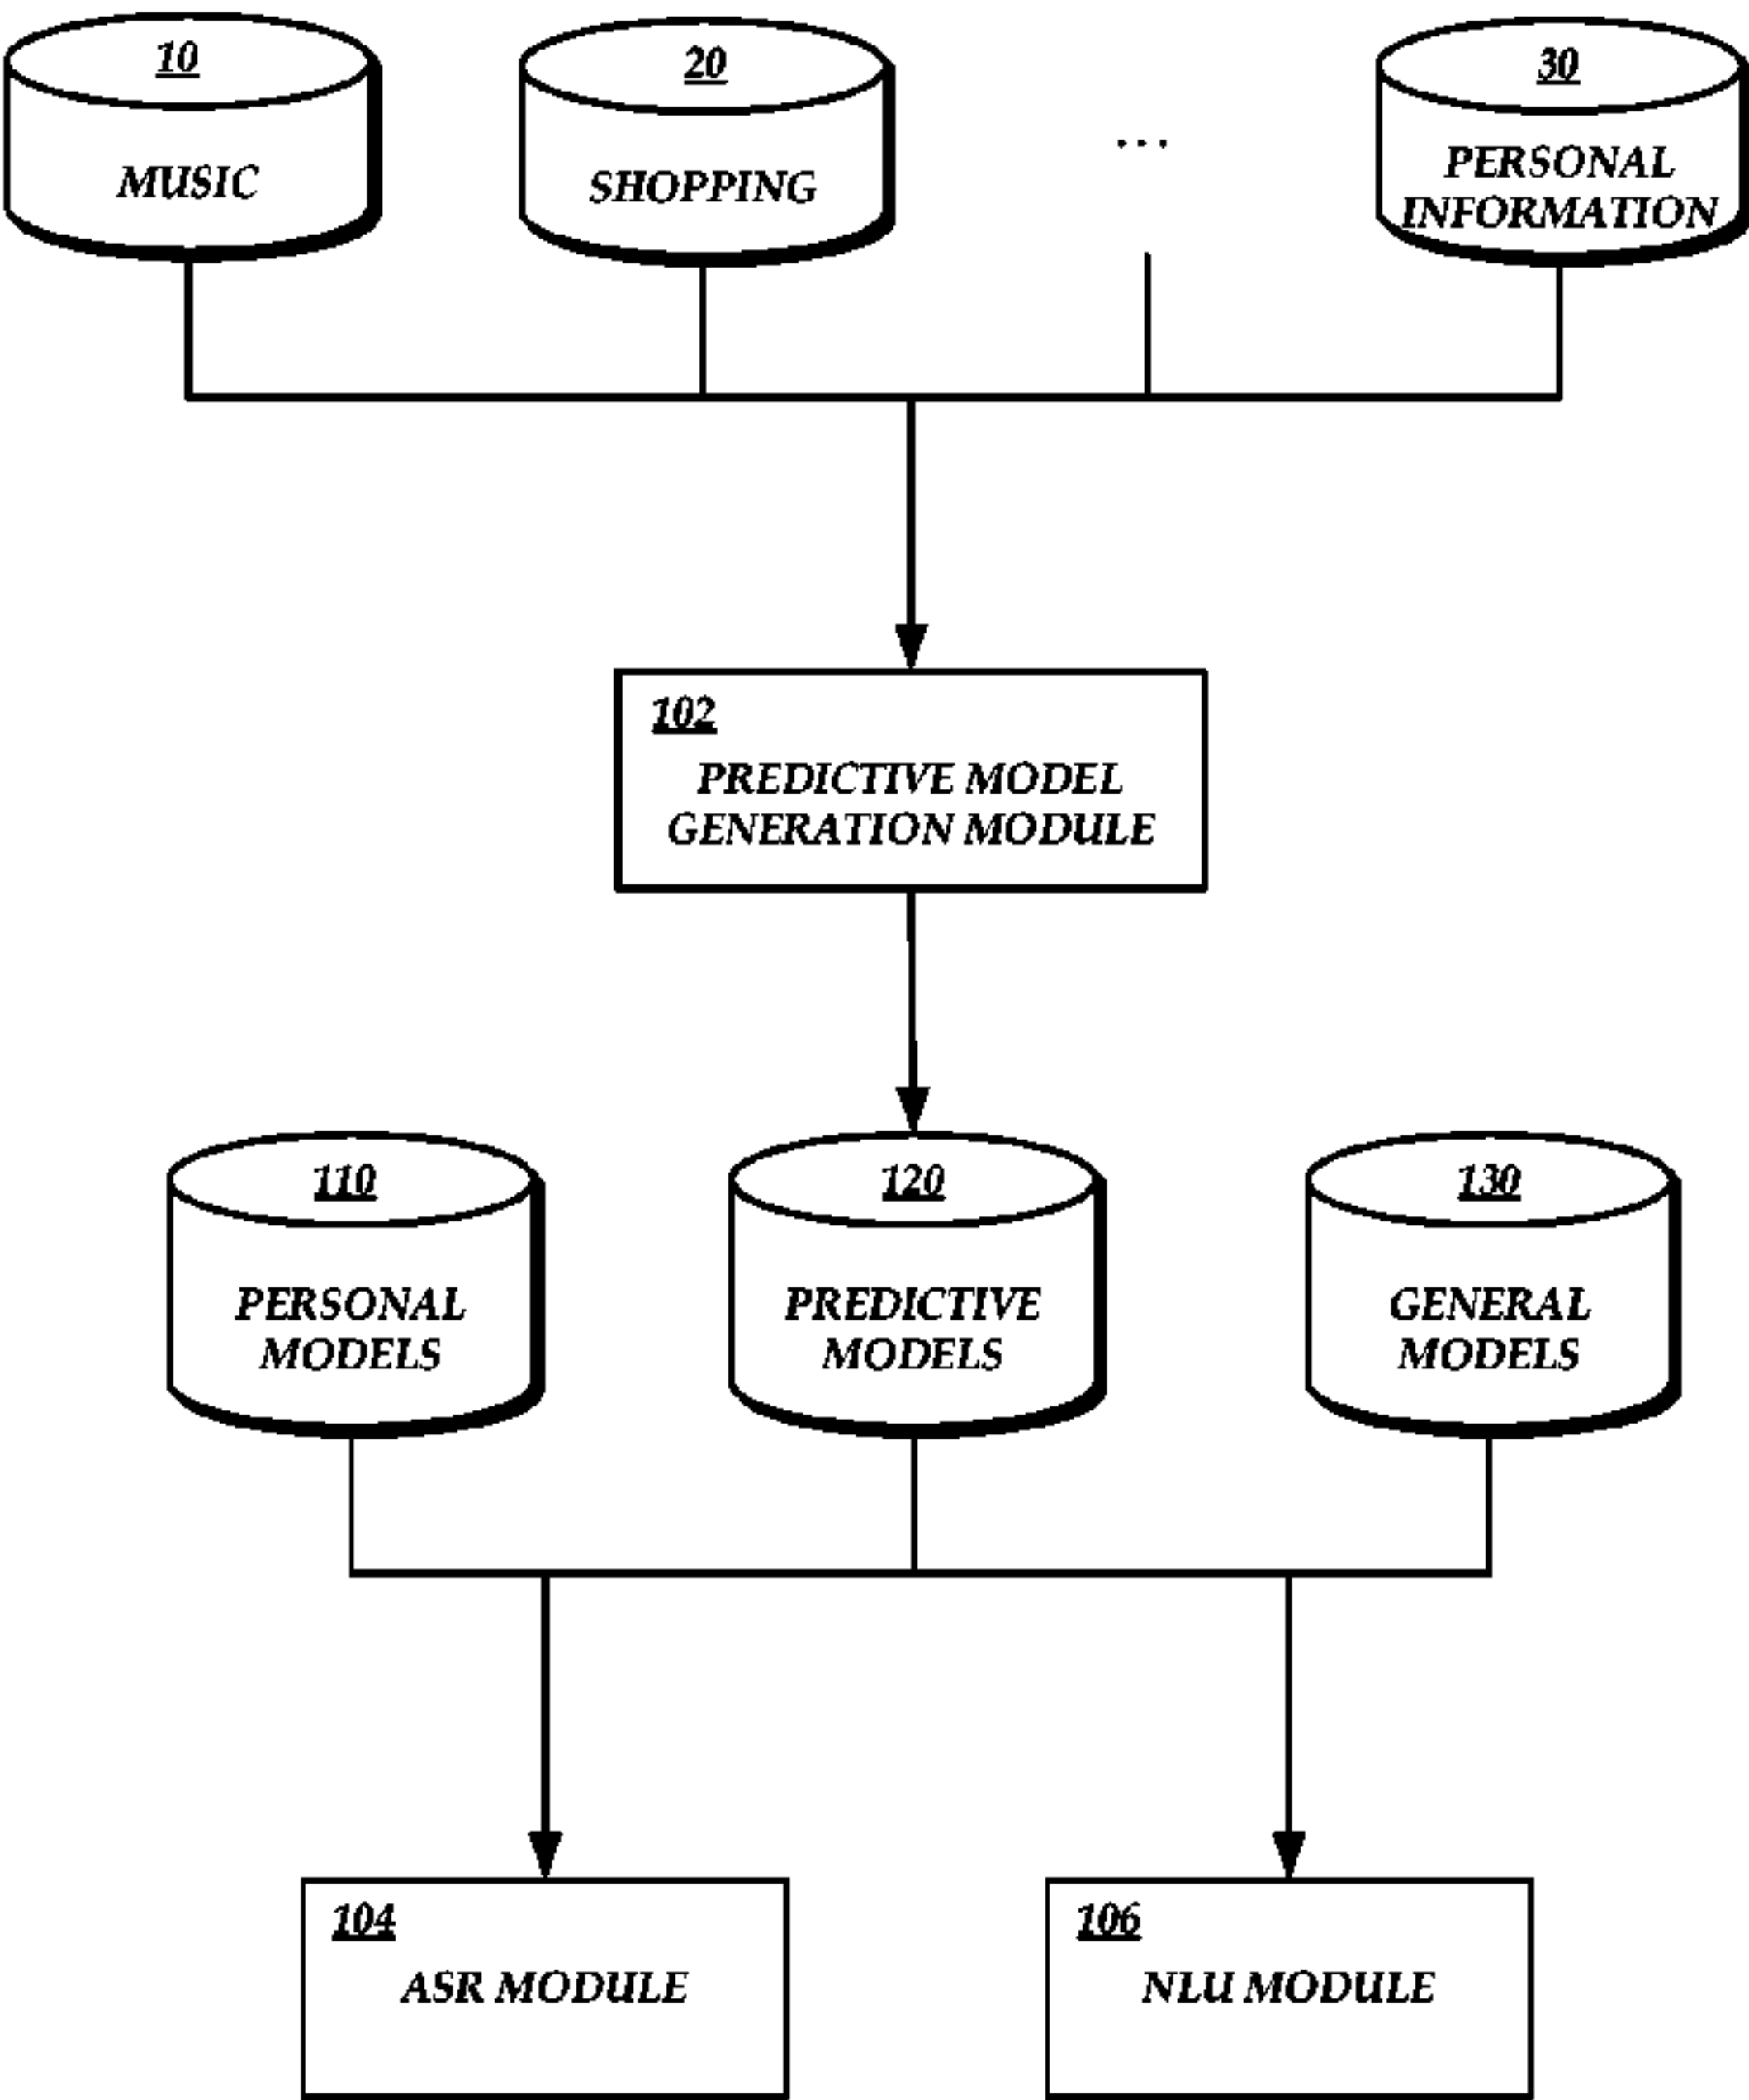 10
MUSIC
20
SHOPPING
...
30
PERSONAL
INFORMATION
102
PREDICTIVE MODEL
GENERATION MODULE
110
PERSONAL
MODELS
120
PREDICTIVE
MODELS
130
GENERAL
MODELS
104
ASR MODULE
106
NLU MODULE